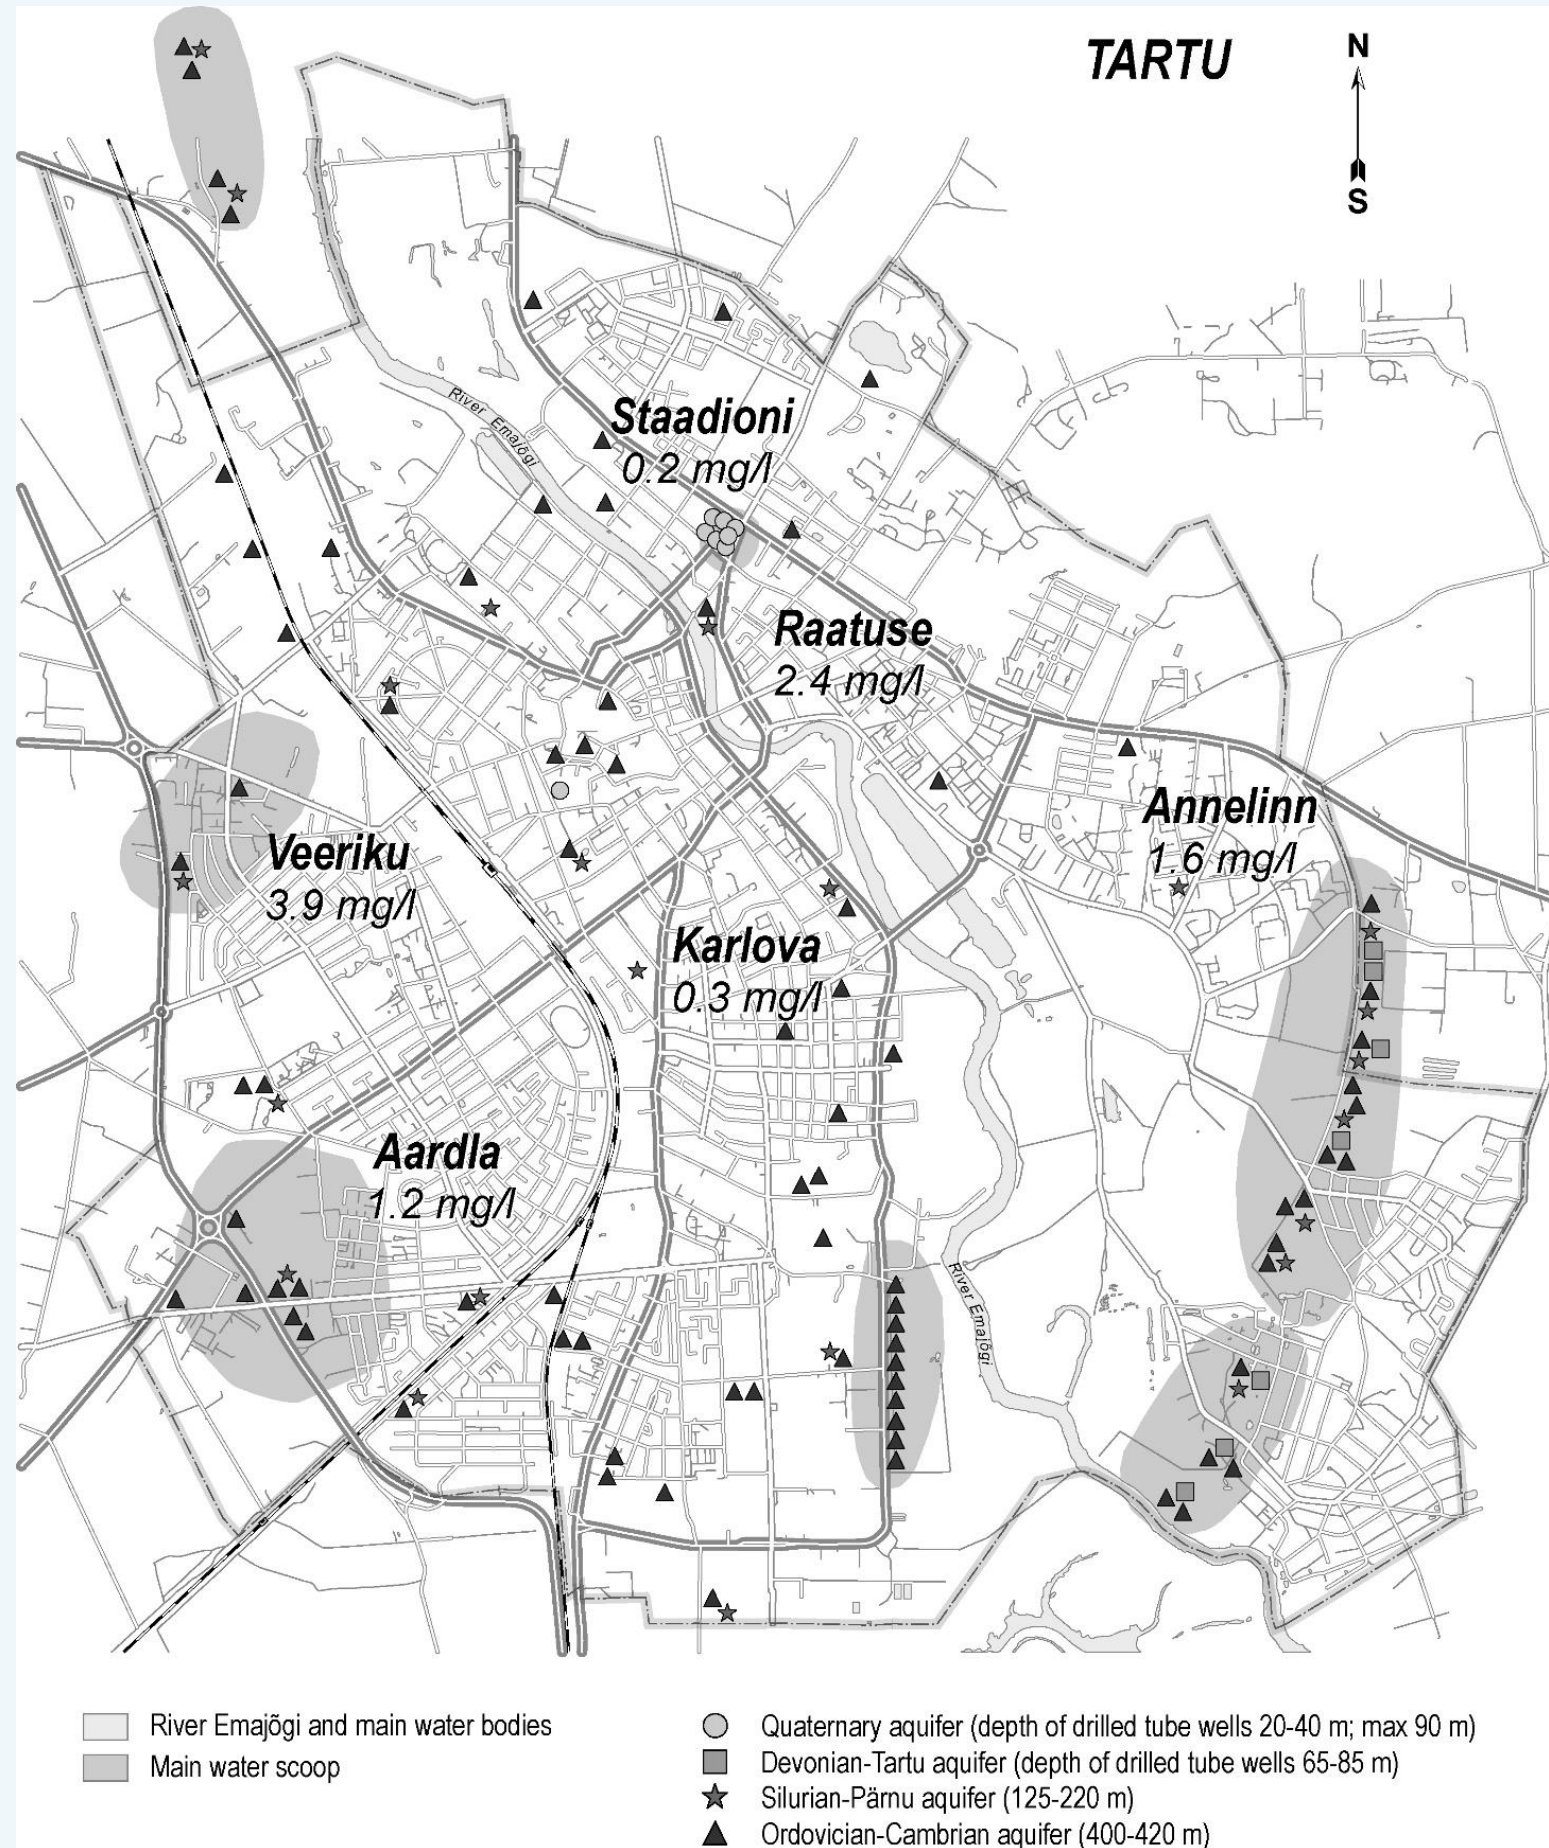 TARTU
N
S
River Emajõgi
Staadioni
0.2 mg/l
Raatuse
2.4 mg/l
Annelinn
1.6 mg/l
Veeriku
3.9 mg/l
Karlova
0.3 mg/l
Aardla
1.2 mg/l
River Emajõgi
River Emajõgi and main water bodies
Main water scoop
Quaternary aquifer (depth of drilled tube wells 20-40 m; max 90 m)
Devonian-Tartu aquifer (depth of drilled tube wells 65-85 m)
Silurian-Pärnu aquifer (125-220 m)
Ordovician-Cambrian aquifer (400-420 m)